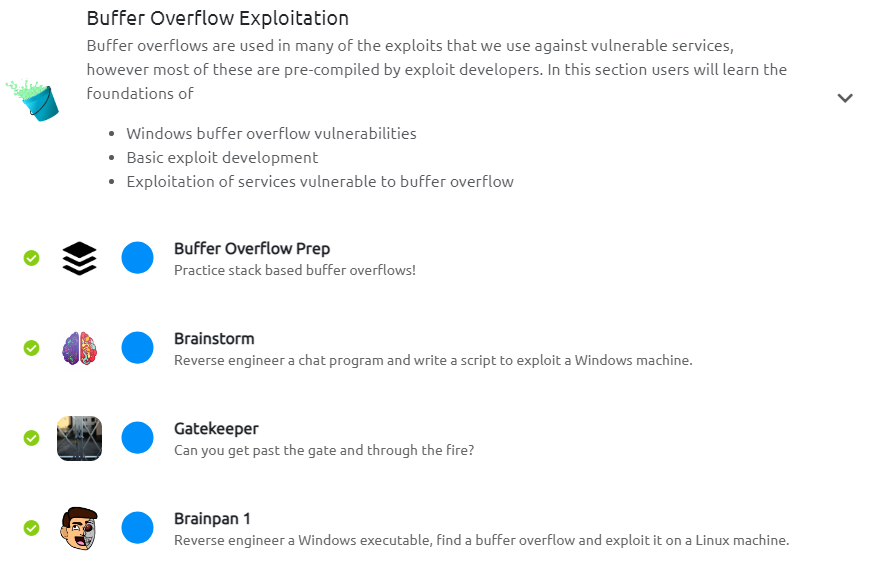 Buffer Overflow Exploitation
Buffer overflows are used in many of the exploits that we use against vulnerable services,
however most of these are pre-compiled by exploit developers. In this section users will learn the
foundations of
Windows buffer overflow vulnerabilities
Basic exploit development
Exploitation of services vulnerable to buffer overflow
Buffer Overflow Prep
Practice stack based buffer overflows!
Brainstorm
Reverse engineer a chat program and write a script to exploit a Windows machine.
Gatekeeper
Can you get past the gate and through the fire?
Brainpan 1
Reverse engineer a Windows executable, find a buffer overflow and exploit it on a Linux machine.